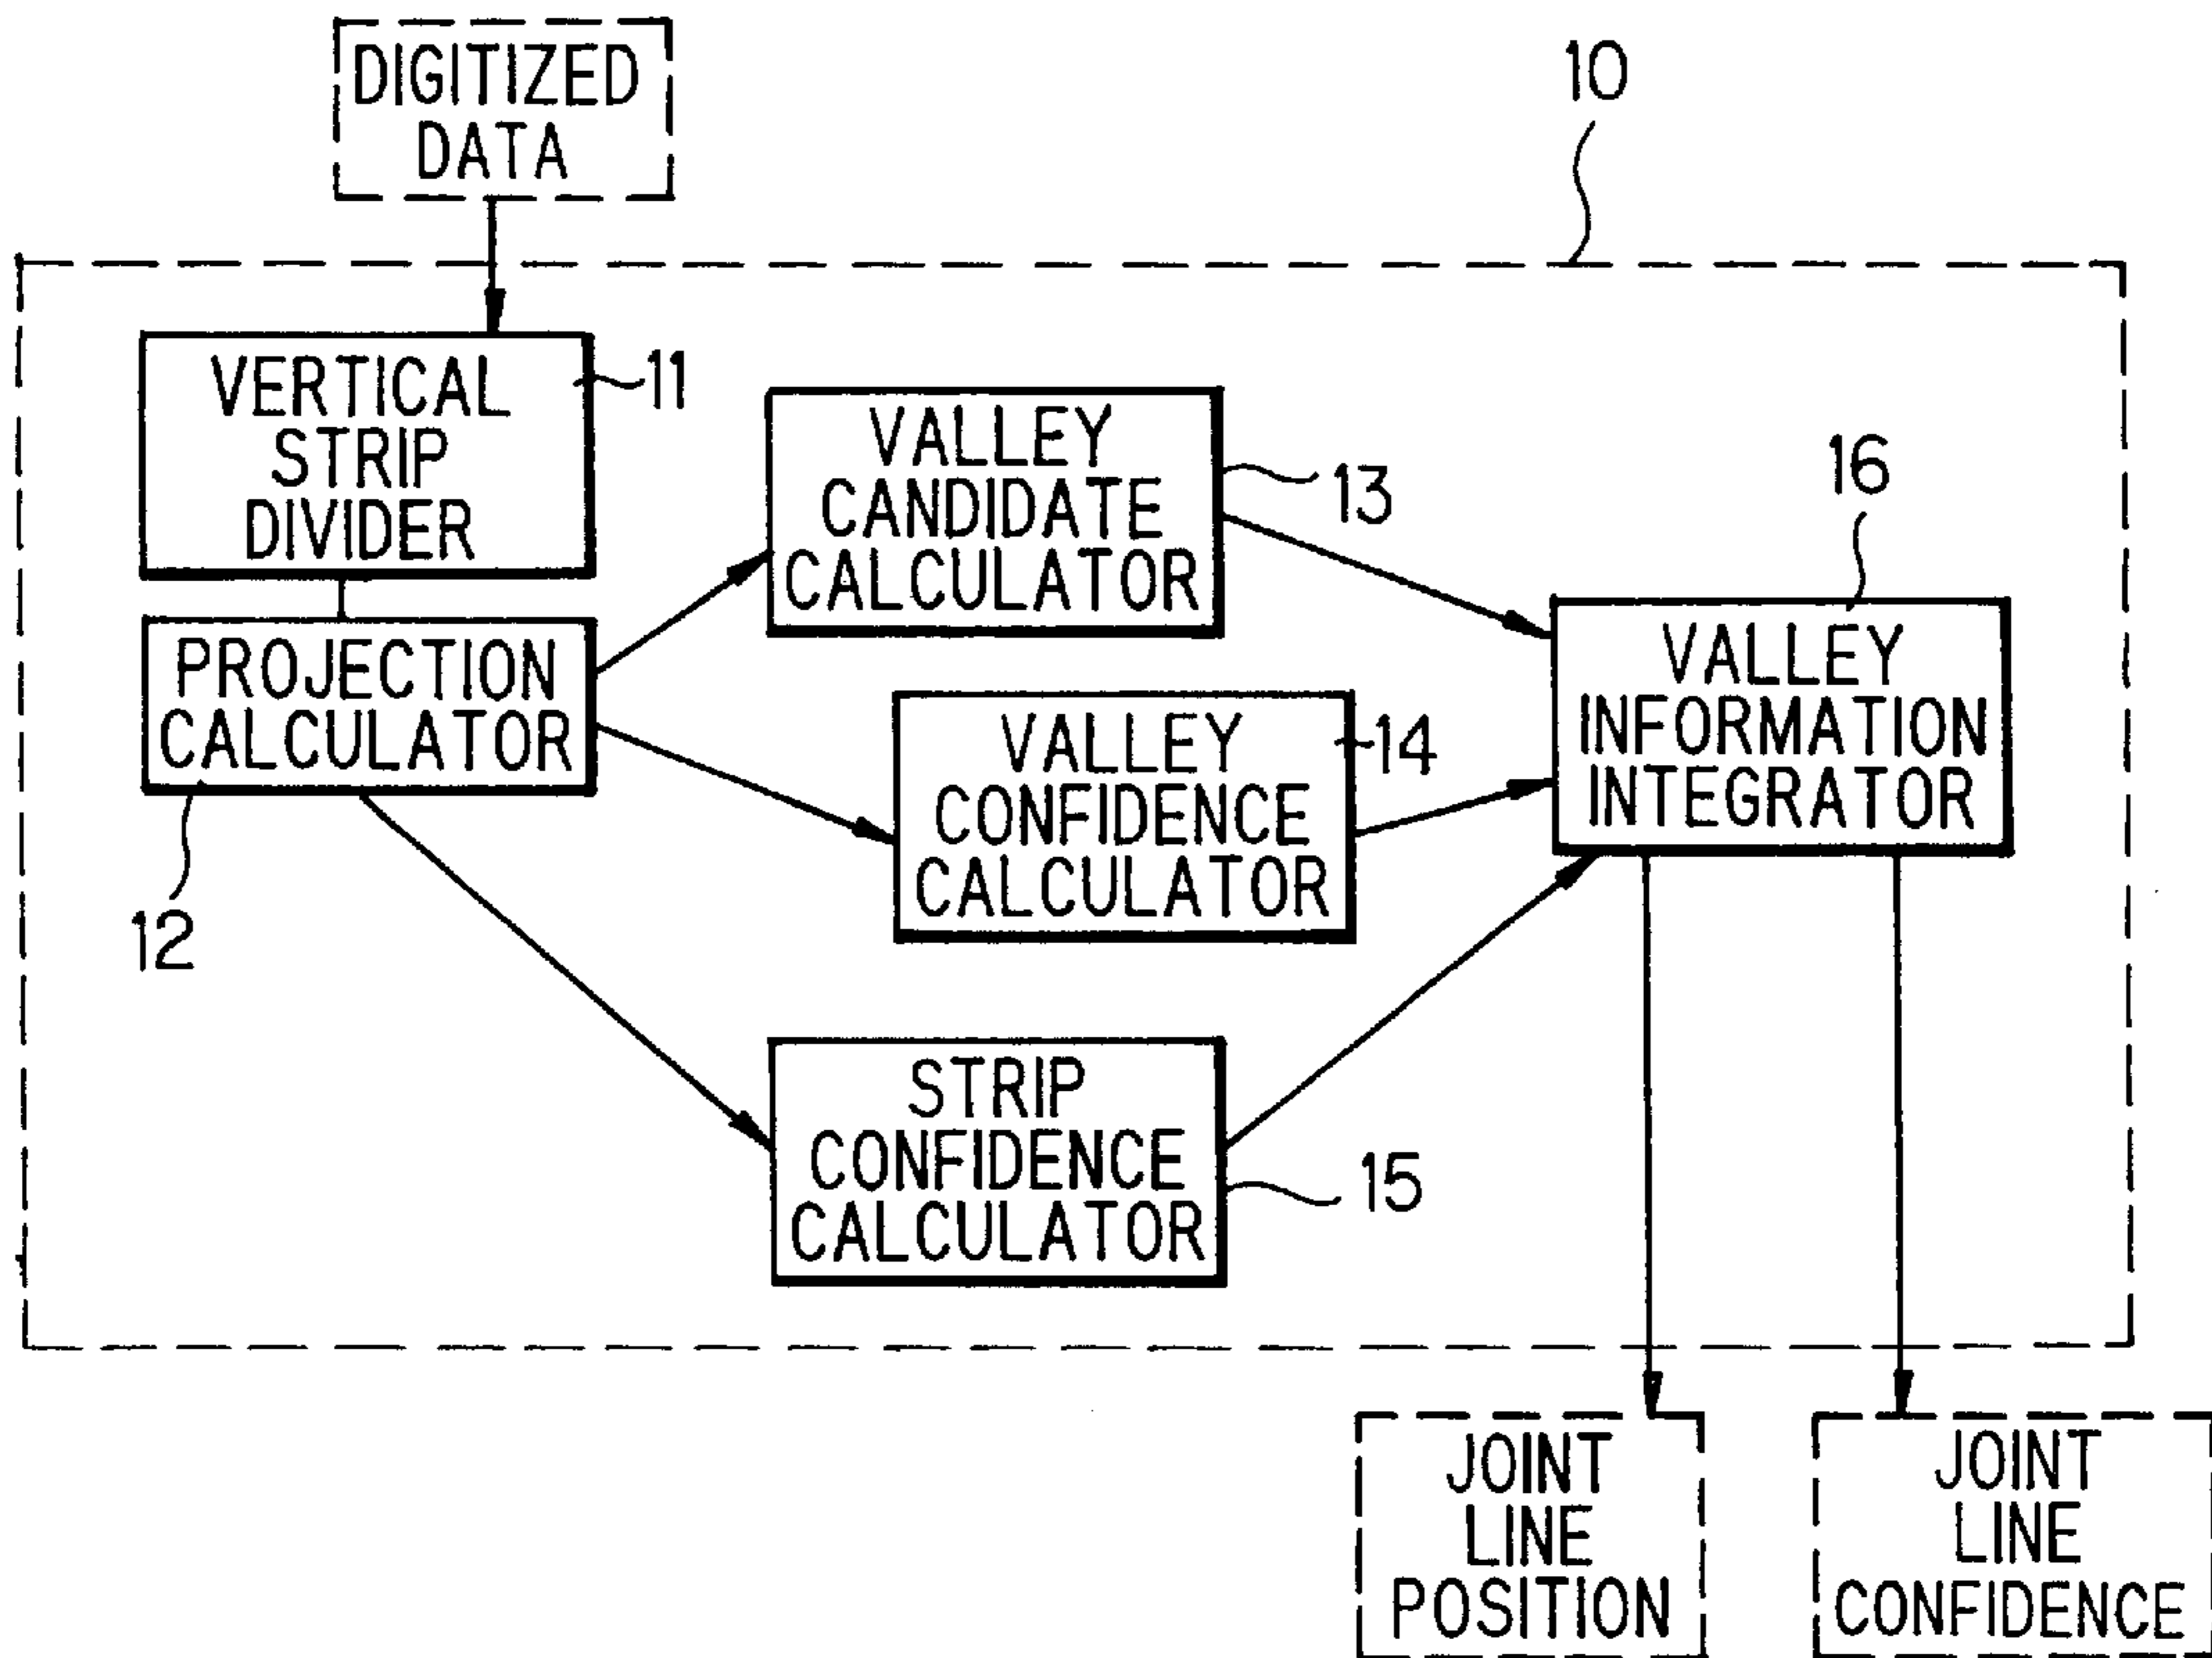 DIGITIZED
DATA
10
VERTICAL
STRIP
DIVIDER
11
PROJECTION
CALCULATOR
12
VALLEY
CANDIDATE
CALCULATOR
13
VALLEY
CONFIDENCE
CALCULATOR
14
STRIP
CONFIDENCE
CALCULATOR
15
16
VALLEY
INFORMATION
INTEGRATOR
JOINT
LINE
POSITION
JOINT
LINE
CONFIDENCE